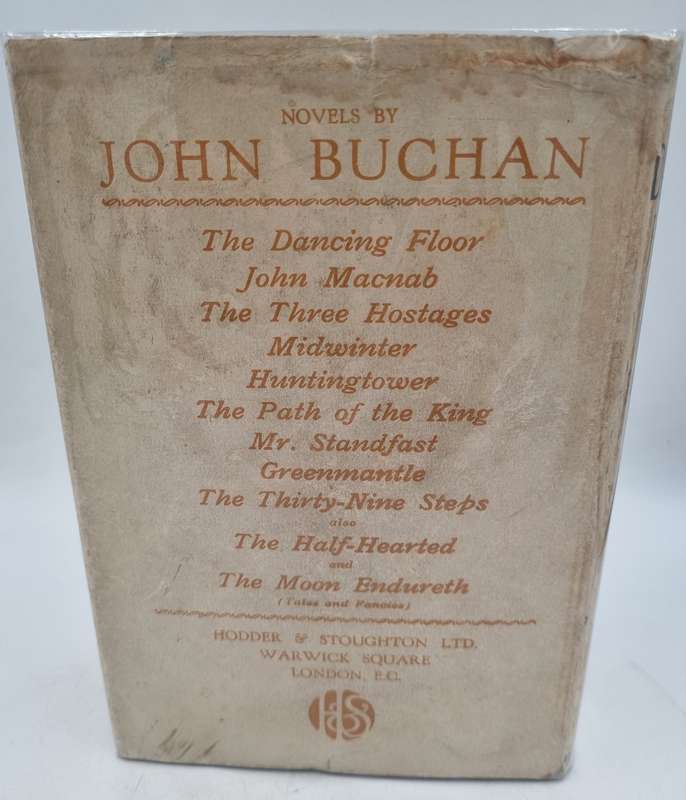 NOVELS BY
JOHN BUCHAN
The Dancing Floor
John Macnab
The Three Hostages
Midwinter
Huntingtower
The Path of the King
Mr. Standfast
Greenmantle
The Thirty-Nine Steps
also
The Half-Hearted
and
The Moon Endureth
(Tales and Fancies)
HODDER & STOUGHTON LTD.
WARWICK SQUARE
LONDON, E.C.
H&S